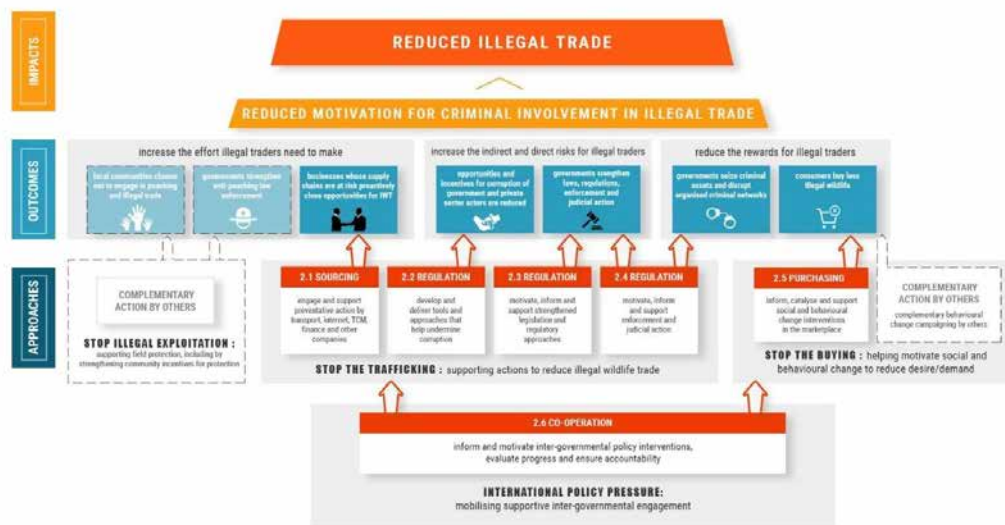 IMPACTS
REDUCED ILLEGAL TRADE
REDUCED MOTIVATION FOR CRIMINAL INVOLVEMENT IN ILLEGAL TRADE
OUTCOMES
increase the effort illegal traders need to make
local communities choose
not to engage in poaching
and illegal trade
governments strengthen
anti-poaching law
enforcement
businesses whose supply
chains are at risk proactively
close opportunities for IWT
increase the indirect and direct risks for illegal traders
opportunities and
incentives for corruption of
government and private
sector actors are reduced
governments strengthen
laws, regulations,
enforcement and
judicial action
reduce the rewards for illegal traders
governments seize criminal
assets and disrupt
organised criminal networks
consumers buy less
illegal wildlife
APPROACHES
COMPLEMENTARY
ACTION BY OTHERS
STOP ILLEGAL EXPLOITATION :
supporting field protection, including by
strengthening community incentives for protection
2.1 SOURCING
engage and support
preventative action by
transport, internet, TCM,
finance and other
companies
2.2 REGULATION
develop and
deliver tools and
approaches that
help undermine
corruption
2.3 REGULATION
motivate, inform and
support strengthened
legislation and
regulatory
approaches
2.4 REGULATION
motivate, inform
and support
enforcement and
judicial action
STOP THE TRAFFICKING : supporting actions to reduce illegal wildlife trade
2.5 PURCHASING
inform, catalyse and support
social and behavioural
change interventions
in the marketplace
STOP THE BUYING : helping motivate social and
behavioural change to reduce desire/demand
COMPLEMENTARY
ACTION BY OTHERS
complementary behavioural
change campaigning by others
2.6 CO-OPERATION
inform and motivate inter-governmental policy interventions,
evaluate progress and ensure accountability
INTERNATIONAL POLICY PRESSURE:
mobilising supportive inter-governmental engagement